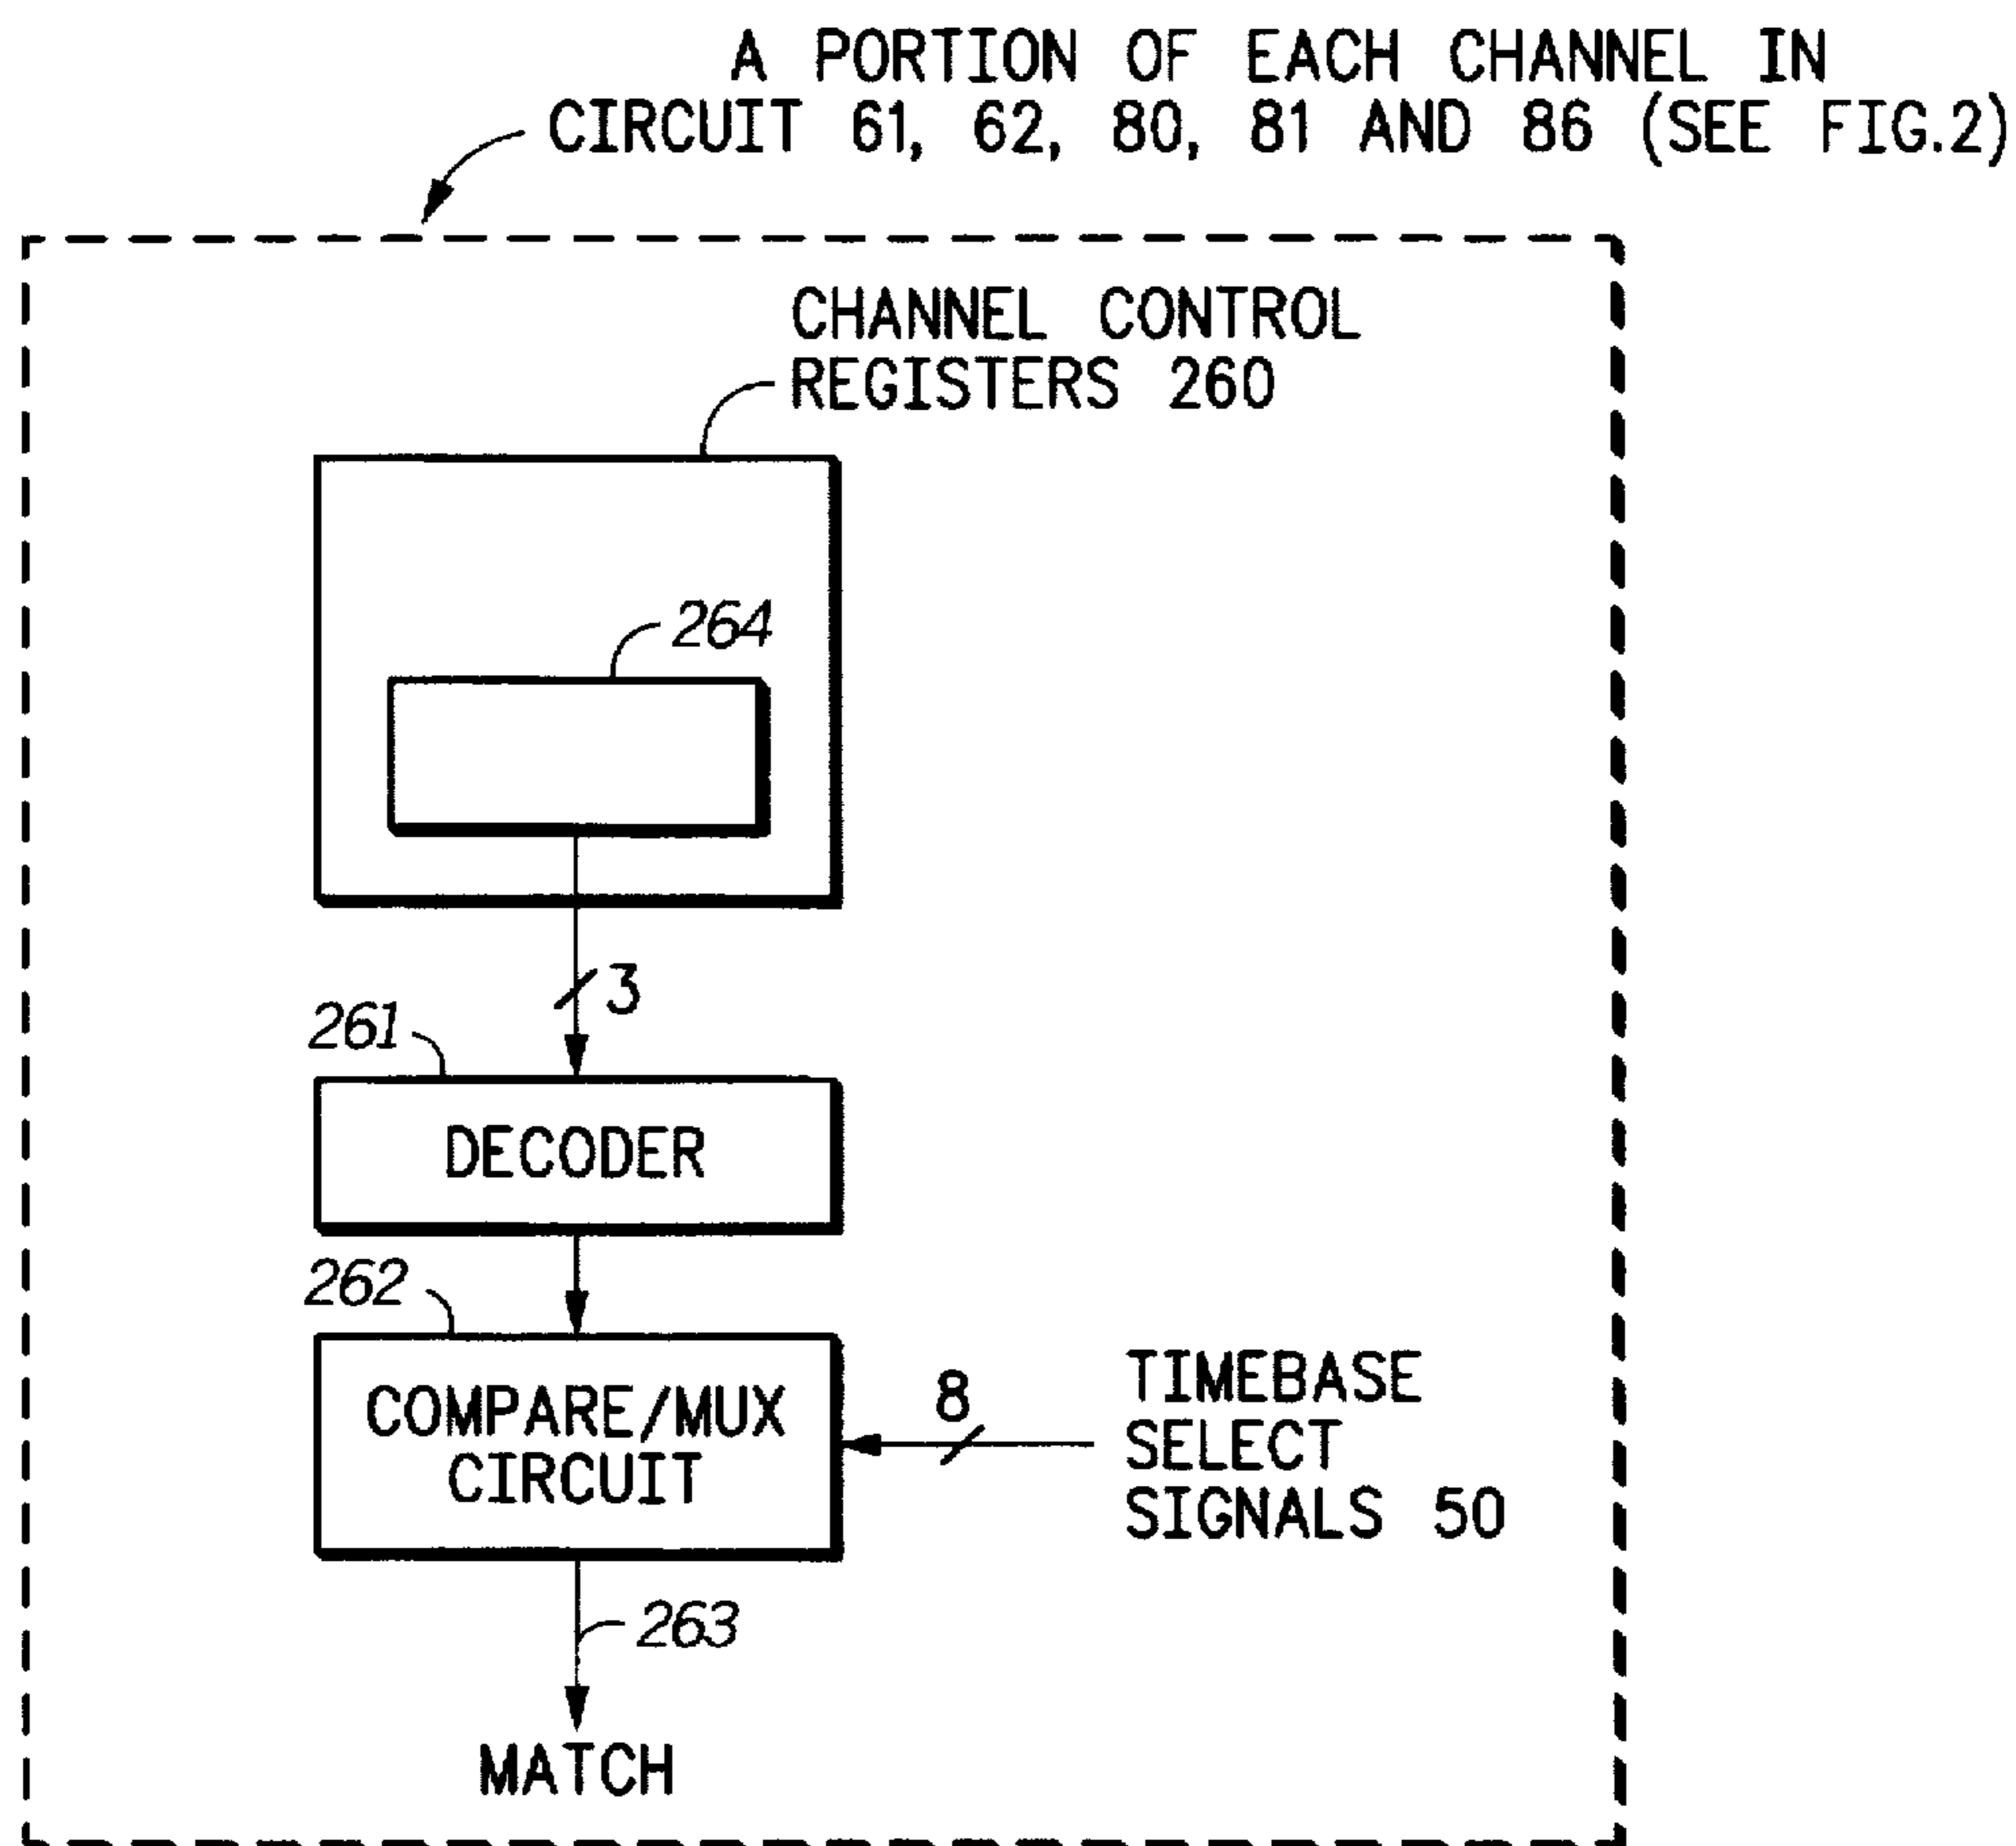 A PORTION OF EACH CHANNEL IN
CIRCUIT 61, 62, 80, 81 AND 86 (SEE FIG.2)
CHANNEL CONTROL
REGISTERS 260
264
3
261
DECODER
262
COMPARE/MUX
CIRCUIT
8
TIMEBASE
SELECT
SIGNALS 50
263
MATCH